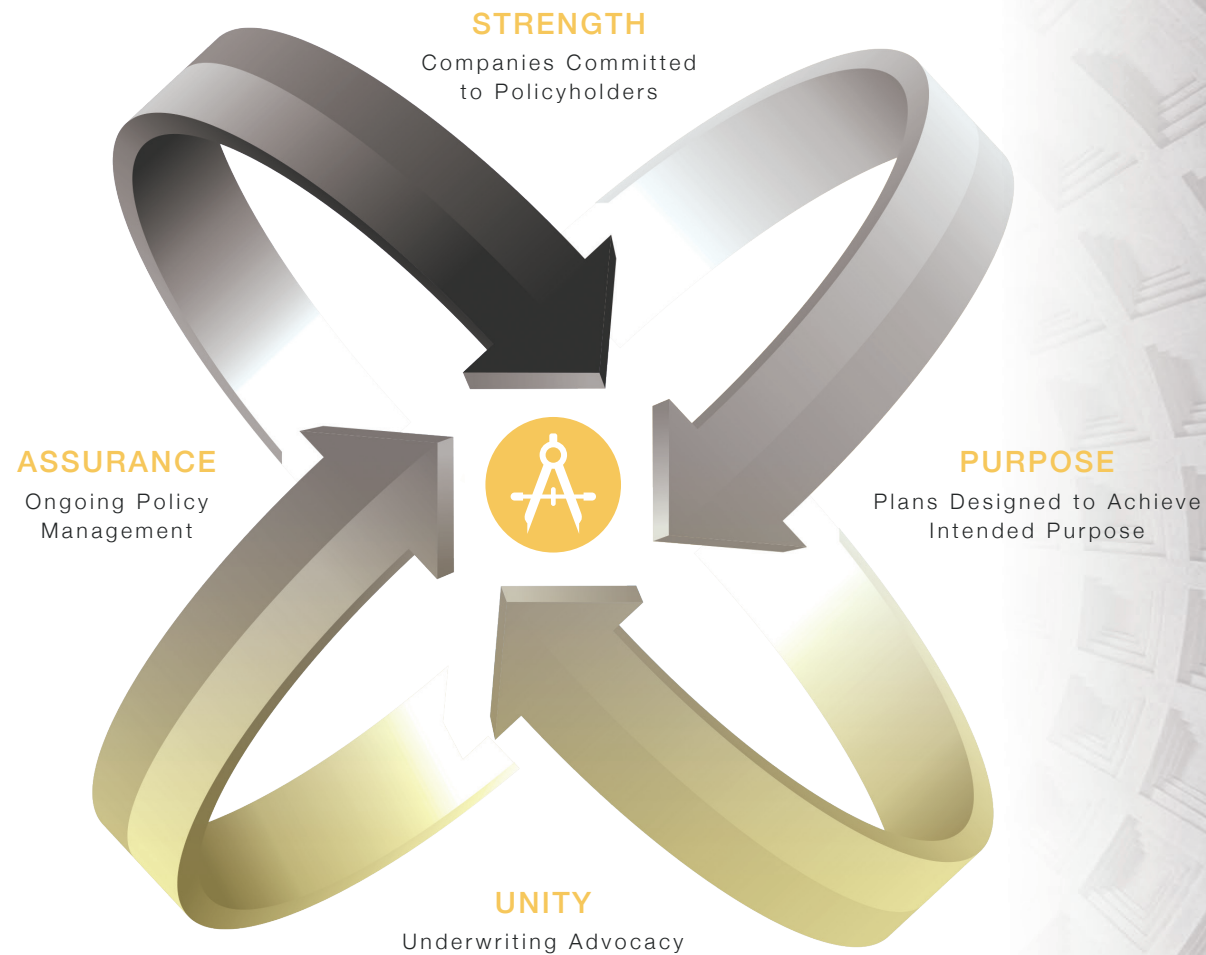 STRENGTH
Companies Committed
to Policyholders
ASSURANCE
Ongoing Policy
Management
PURPOSE
Plans Designed to Achieve
Intended Purpose
UNITY
Underwriting Advocacy